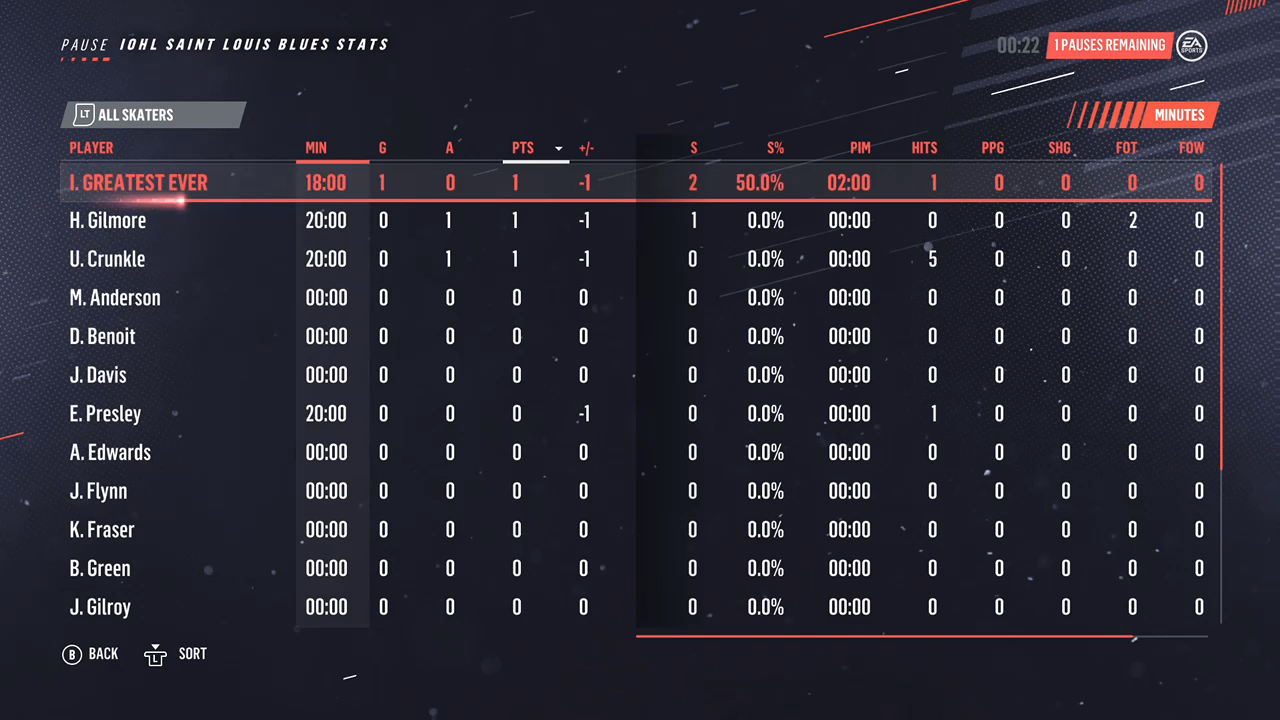 PAUSE IOHL SAINT LOUIS BLUES STATS
00:22 1 PAUSES REMAINING EA SPORTS
LT ALL SKATERS
MINUTES
PLAYER MIN G A PTS +/- S S% PIM HITS PPG SHG FOT FOW
I. GREATEST EVER 18:00 1 0 1 -1 2 50.0% 02:00 1 0 0 0 0
H. Gilmore 20:00 0 1 1 -1 1 0.0% 00:00 0 0 0 2 0
U. Crunkle 20:00 0 1 1 -1 0 0.0% 00:00 5 0 0 0 0
M. Anderson 00:00 0 0 0 0 0 0.0% 00:00 0 0 0 0 0
D. Benoit 00:00 0 0 0 0 0 0.0% 00:00 0 0 0 0 0
J. Davis 00:00 0 0 0 0 0 0.0% 00:00 0 0 0 0 0
E. Presley 20:00 0 0 0 -1 0 0.0% 00:00 1 0 0 0 0
A. Edwards 00:00 0 0 0 0 0 0.0% 00:00 0 0 0 0 0
J. Flynn 00:00 0 0 0 0 0 0.0% 00:00 0 0 0 0 0
K. Fraser 00:00 0 0 0 0 0 0.0% 00:00 0 0 0 0 0
B. Green 00:00 0 0 0 0 0 0.0% 00:00 0 0 0 0 0
J. Gilroy 00:00 0 0 0 0 0 0.0% 00:00 0 0 0 0 0
B BACK L SORT